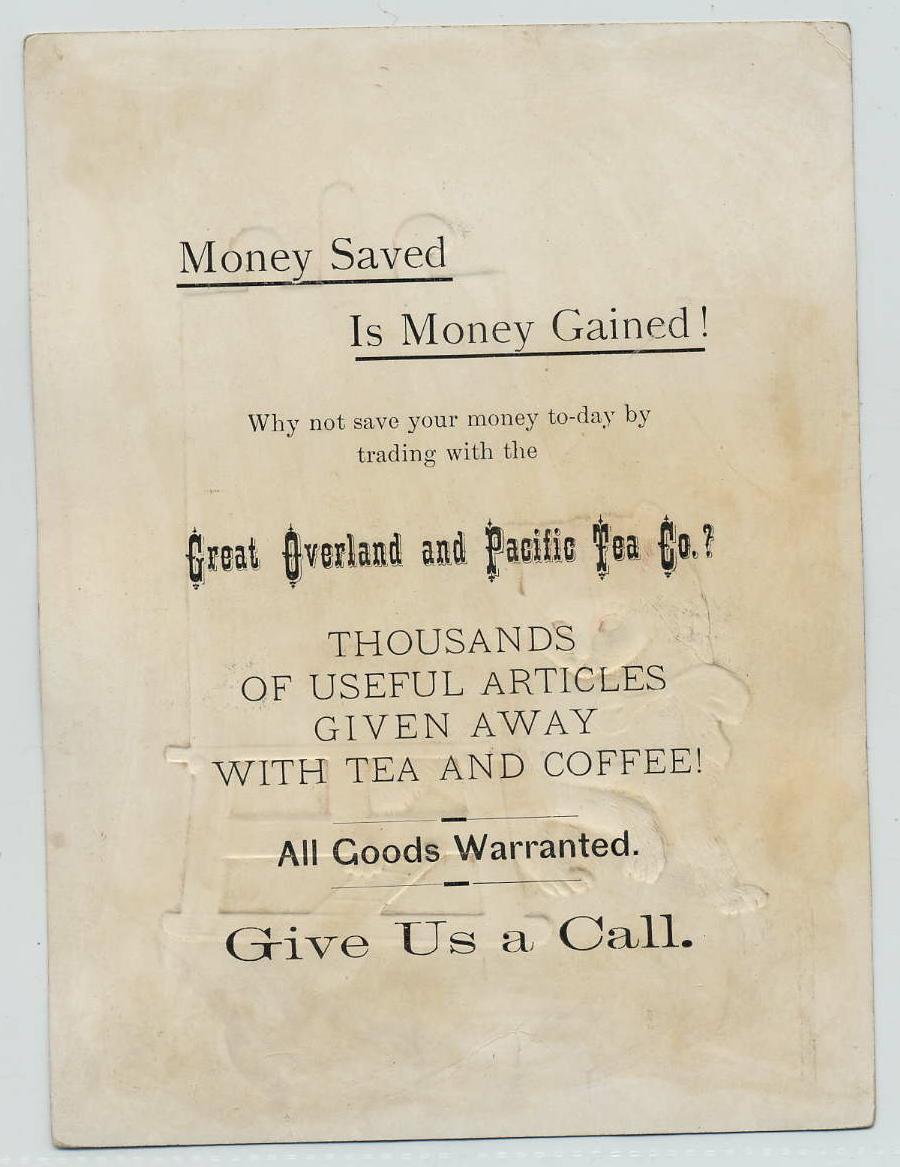 Money Saved
Is Money Gained!
Why not save your money to-day by
trading with the
Great Overland and Pacific Tea Co.?
THOUSANDS
OF USEFUL ARTICLES
GIVEN AWAY
WITH TEA AND COFFEE!
All Goods Warranted.
Give Us a Call.